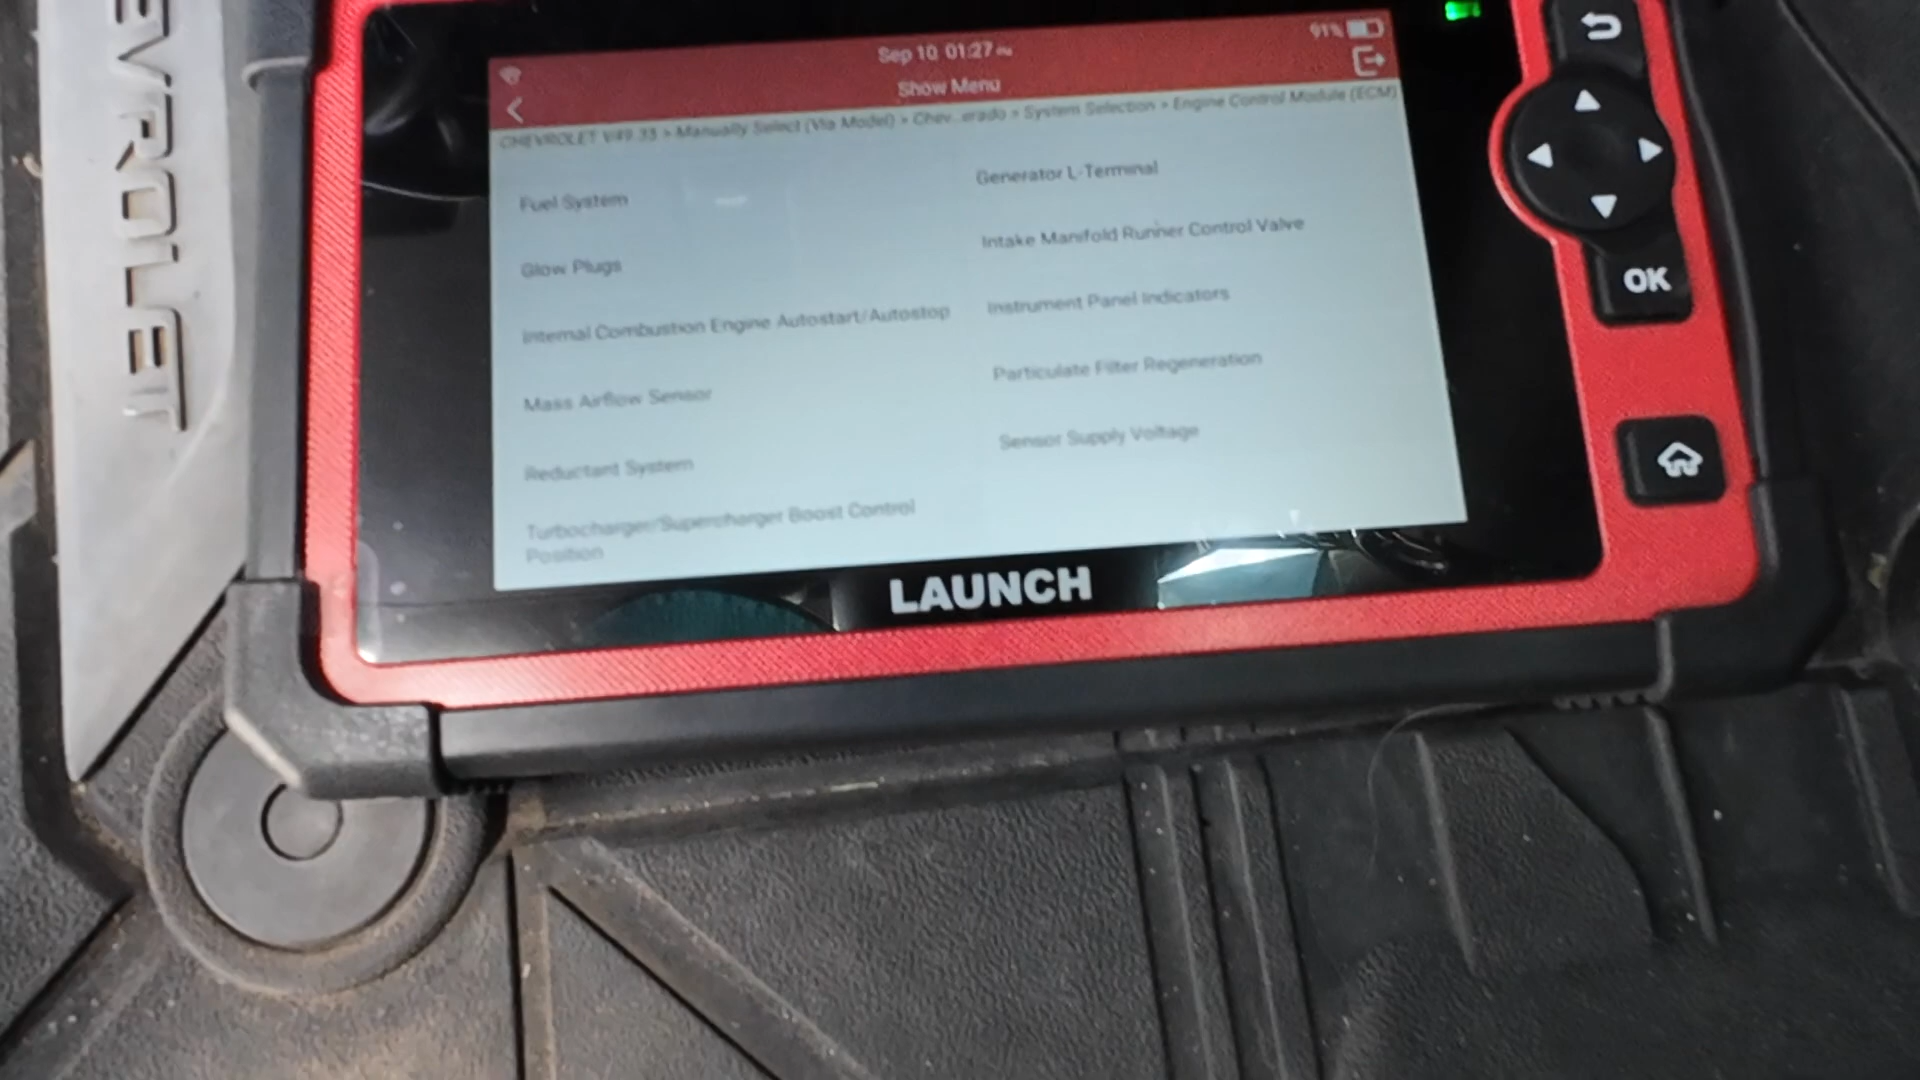 CHEVROLET
Sep 10 01:27 PM
91%
Show Menu
CHEVROLET V49.33 > Manually Select (Via Model) > Chev...erado > System Selection > Engine Control Module (ECM)
Fuel System
Generator L-Terminal
Glow Plugs
Intake Manifold Runner Control Valve
Internal Combustion Engine Autostart/Autostop
Instrument Panel Indicators
Mass Airflow Sensor
Particulate Filter Regeneration
Reductant System
Sensor Supply Voltage
Turbocharger/Supercharger Boost Control
Position
LAUNCH
OK